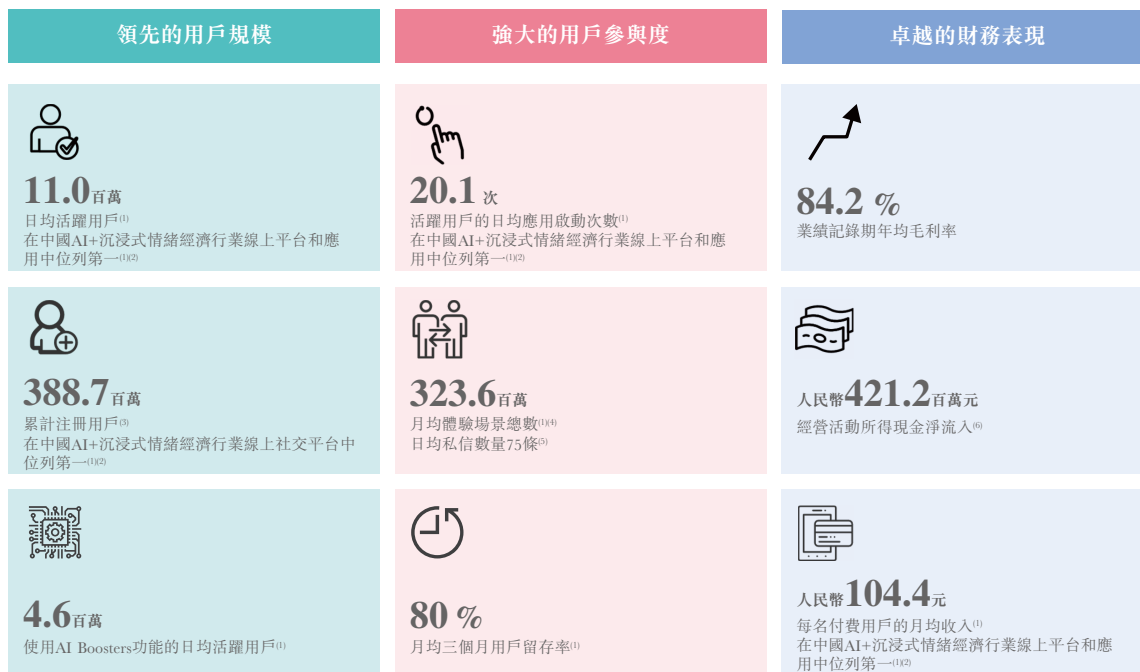 領先的用戶規模
11.0百萬
日均活躍用戶(1)
在中國AI+沉浸式情緒經濟行業線上平台和應
用中位列第一(1)(2)
388.7百萬
累計注冊用戶(3)
在中國AI+沉浸式情緒經濟行業線上社交平台中
位列第一(1)(2)
4.6百萬
使用AI Boosters功能的日均活躍用戶(1)
強大的用戶參與度
20.1 次
活躍用戶的日均應用啟動次數(1)
在中國AI+沉浸式情緒經濟行業線上平台和應
用中位列第一(1)(2)
323.6百萬
月均體驗場景總數(1)(4)
日均私信數量75條(5)
80 %
月均三個月用戶留存率(1)
卓越的財務表現
84.2 %
業績記錄期年均毛利率
人民幣421.2百萬元
經營活動所得現金淨流入(6)
人民幣104.4元
每名付費用戶的月均收入(1)
在中國AI+沉浸式情緒經濟行業線上平台和應
用中位列第一(1)(2)